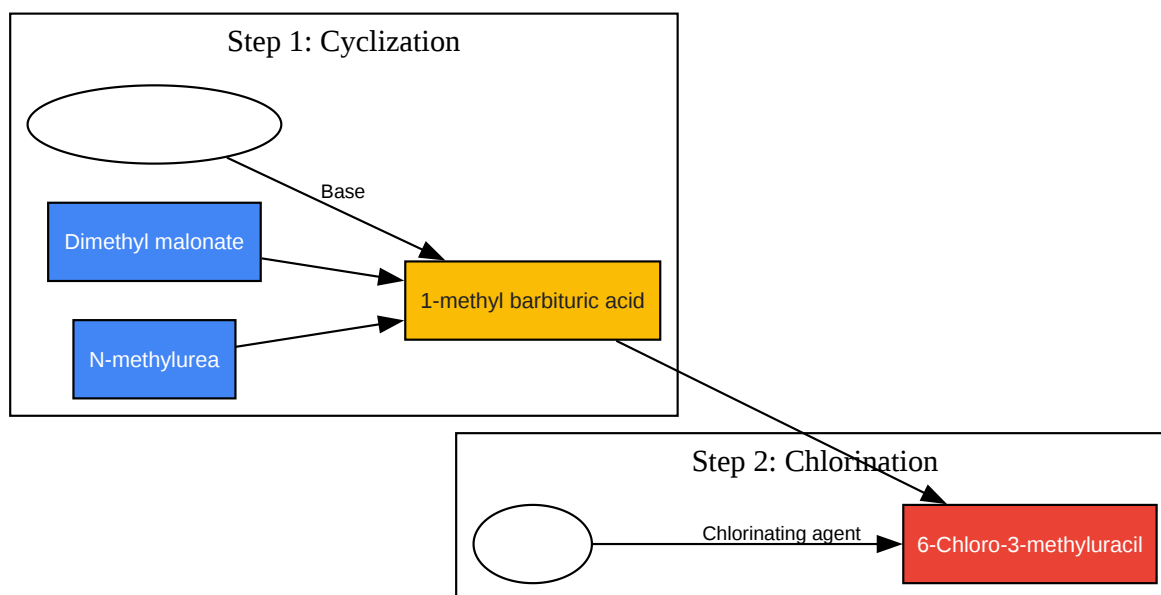 Step 1: Cyclization
Base
Dimethyl malonate
1-methyl barbituric acid
N-methylurea
Step 2: Chlorination
Chlorinating agent
6-Chloro-3-methyluracil